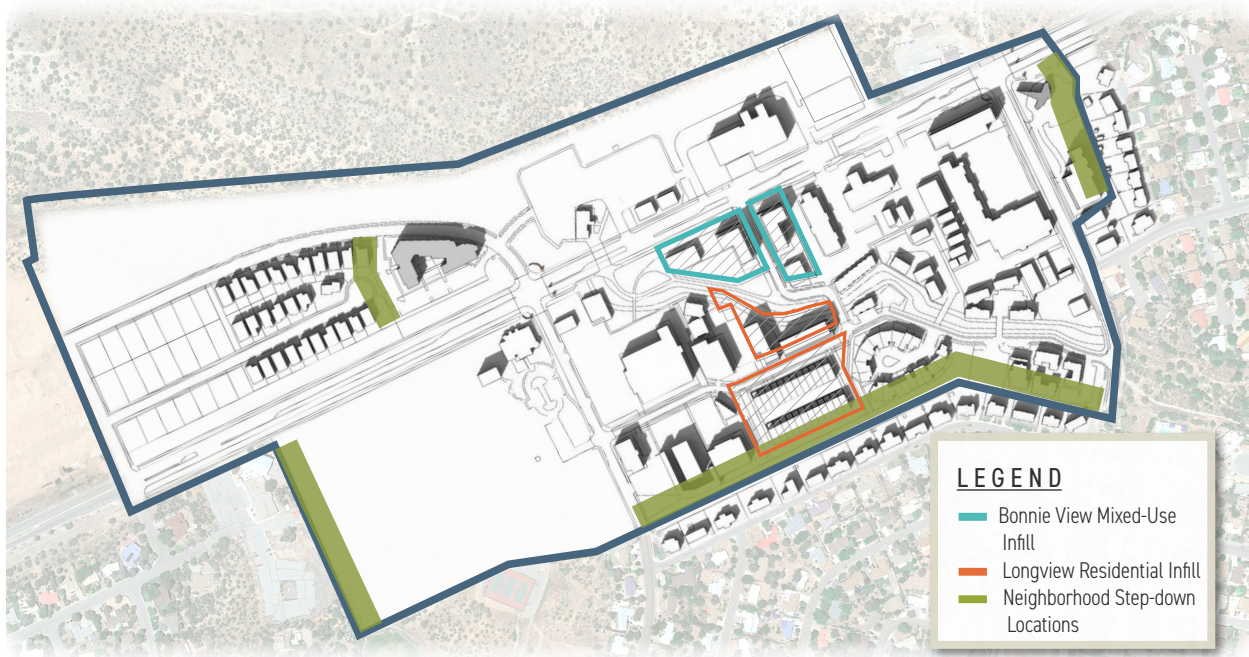 LEGEND
Bonnie View Mixed-Use
Infill
Longview Residential Infill
Neighborhood Step-down
Locations